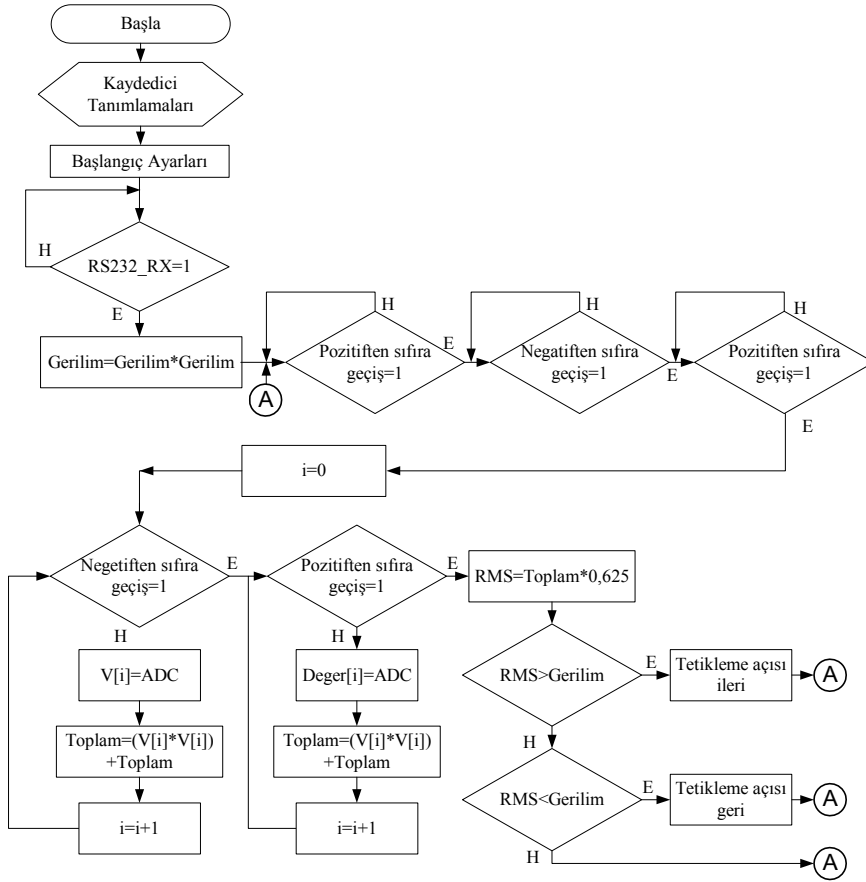 Başla
Kaydedici
Tanımlamaları
Başlangıç Ayarları
H
RS232_RX=1
E
Gerilim=Gerilim*Gerilim
A
H
Pozitiften sıfıra
geçiş=1
E
H
Negatiften sıfıra
geçiş=1
E
H
Pozitiften sıfıra
geçiş=1
E
i=0
Negetiften sıfıra
geçiş=1
E
H
V[i]=ADC
Toplam=(V[i]*V[i])
+Toplam
i=i+1
Pozitiften sıfıra
geçiş=1
E
H
Deger[i]=ADC
Toplam=(V[i]*V[i])
+Toplam
i=i+1
RMS=Toplam*0,625
RMS>Gerilim
E
Tetikleme açısı
ileri
A
H
RMS<Gerilim
E
Tetikleme açısı
geri
A
H
A